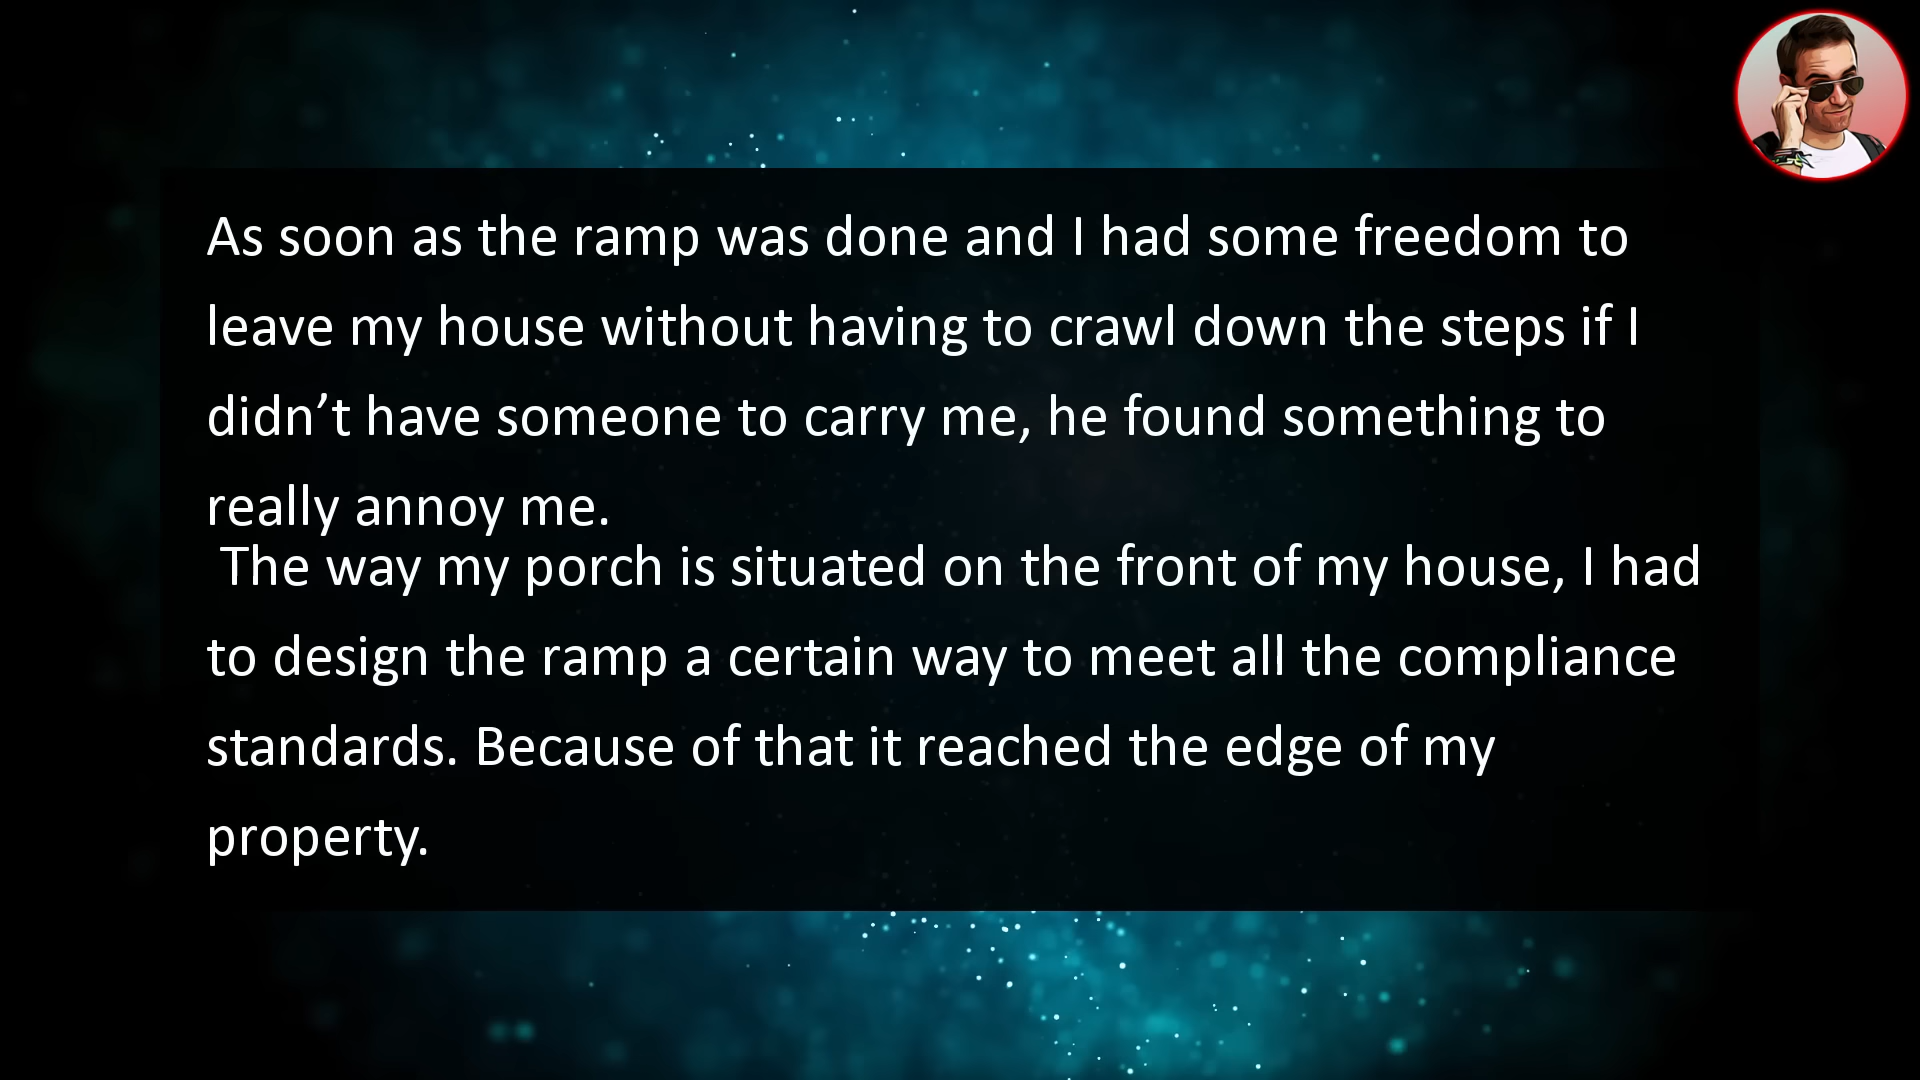 As soon as the ramp was done and I had some freedom to
leave my house without having to crawl down the steps if I
didn’t have someone to carry me, he found something to
really annoy me.
The way my porch is situated on the front of my house, I had
to design the ramp a certain way to meet all the compliance
standards. Because of that it reached the edge of my
property.